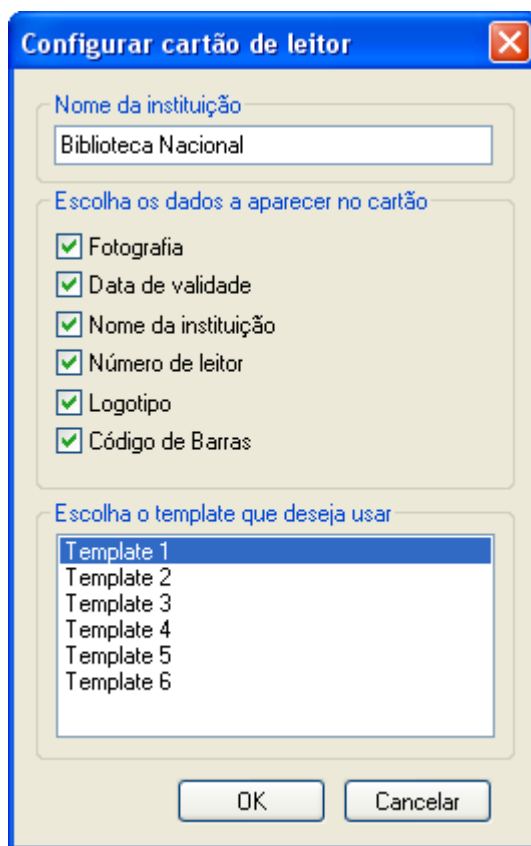 Configurar cartão de leitor
Nome da instituição
Biblioteca Nacional
Escolha os dados a aparecer no cartão
Fotografia
Data de validade
Nome da instituição
Número de leitor
Logotipo
Código de Barras
Escolha o template que deseja usar
Template 1
Template 2
Template 3
Template 4
Template 5
Template 6
OK
Cancelar